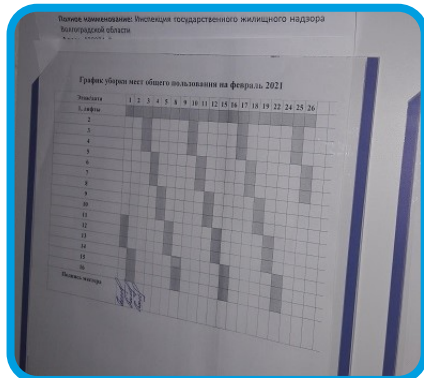 Полное наименование: Инспекция государственного жилищного надзора
Волгоградской области
График уборки мест общего пользования на февраль 2021
Этаж/дата 1 2 3 4 5 8 9 10 11 12 15 16 17 18 19 22 24 25 26
1, лифты
2
3
4
5
6
7
8
9
10
11
12
13
14
15
16
Подпись мастера